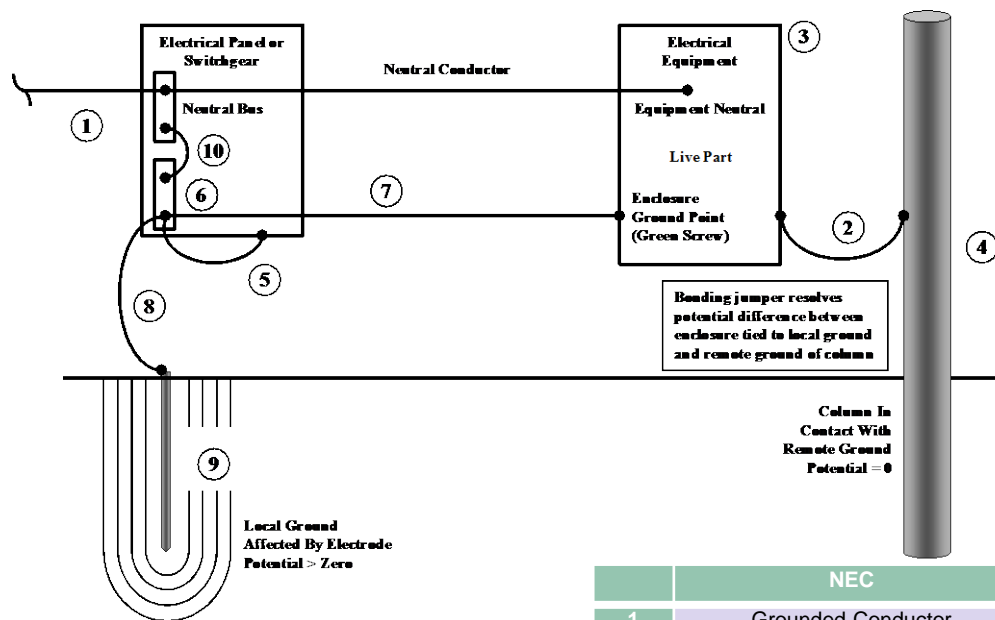 Electrical Panel or
Switchgear
Neutral Bus
Neutral Conductor
Electrical
Equipment
Equipment Neutral
Live Part
Enclosure
Ground Point
(Green Screw)
1
10
6
7
3
2
4
5
8
Bonding jumper resolves
potential difference between
enclosure tied to local ground
and remote ground of column
Column In
Contact With
Remote Ground
Potential = 0
9
Local Ground
Affected By Electrode
Potential > Zero
NEC
1 Grounded Conductor